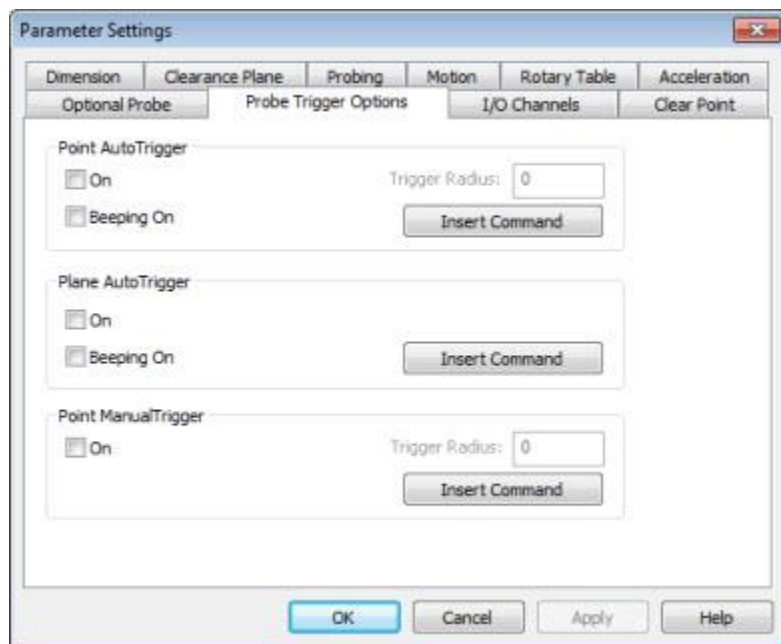 Parameter Settings
Dimension Clearance Plane Probing Motion Rotary Table Acceleration
Optional Probe Probe Trigger Options I/O Channels Clear Point
Point AutoTrigger
On Trigger Radius: 0
Beeping On Insert Command
Plane AutoTrigger
On
Beeping On Insert Command
Point ManualTrigger
On Trigger Radius: 0
Insert Command
OK Cancel Apply Help